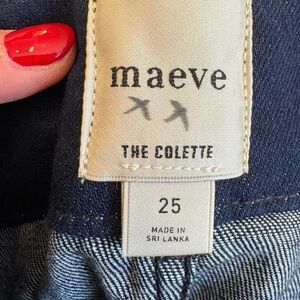 maeve
THE COLETTE
25
MADE IN
SRI LANKA